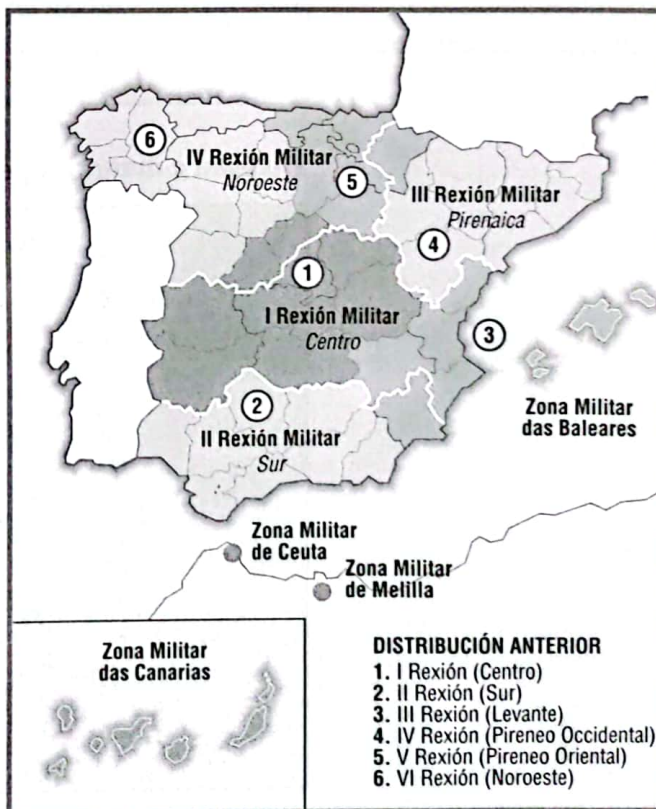 6
IV Rexión Militar
Noroeste
5
III Rexión Militar
Pirenaica
4
1
I Rexión Militar
Centro
3
2
II Rexión Militar
Sur
Zona Militar
das Baleares
Zona Militar
de Ceuta
Zona Militar
de Melilla
Zona Militar
das Canarias
DISTRIBUCIÓN ANTERIOR
1. I Rexión (Centro)
2. II Rexión (Sur)
3. III Rexión (Levante)
4. IV Rexión (Pireneo Occidental)
5. V Rexión (Pireneo Oriental)
6. VI Rexión (Noroeste)